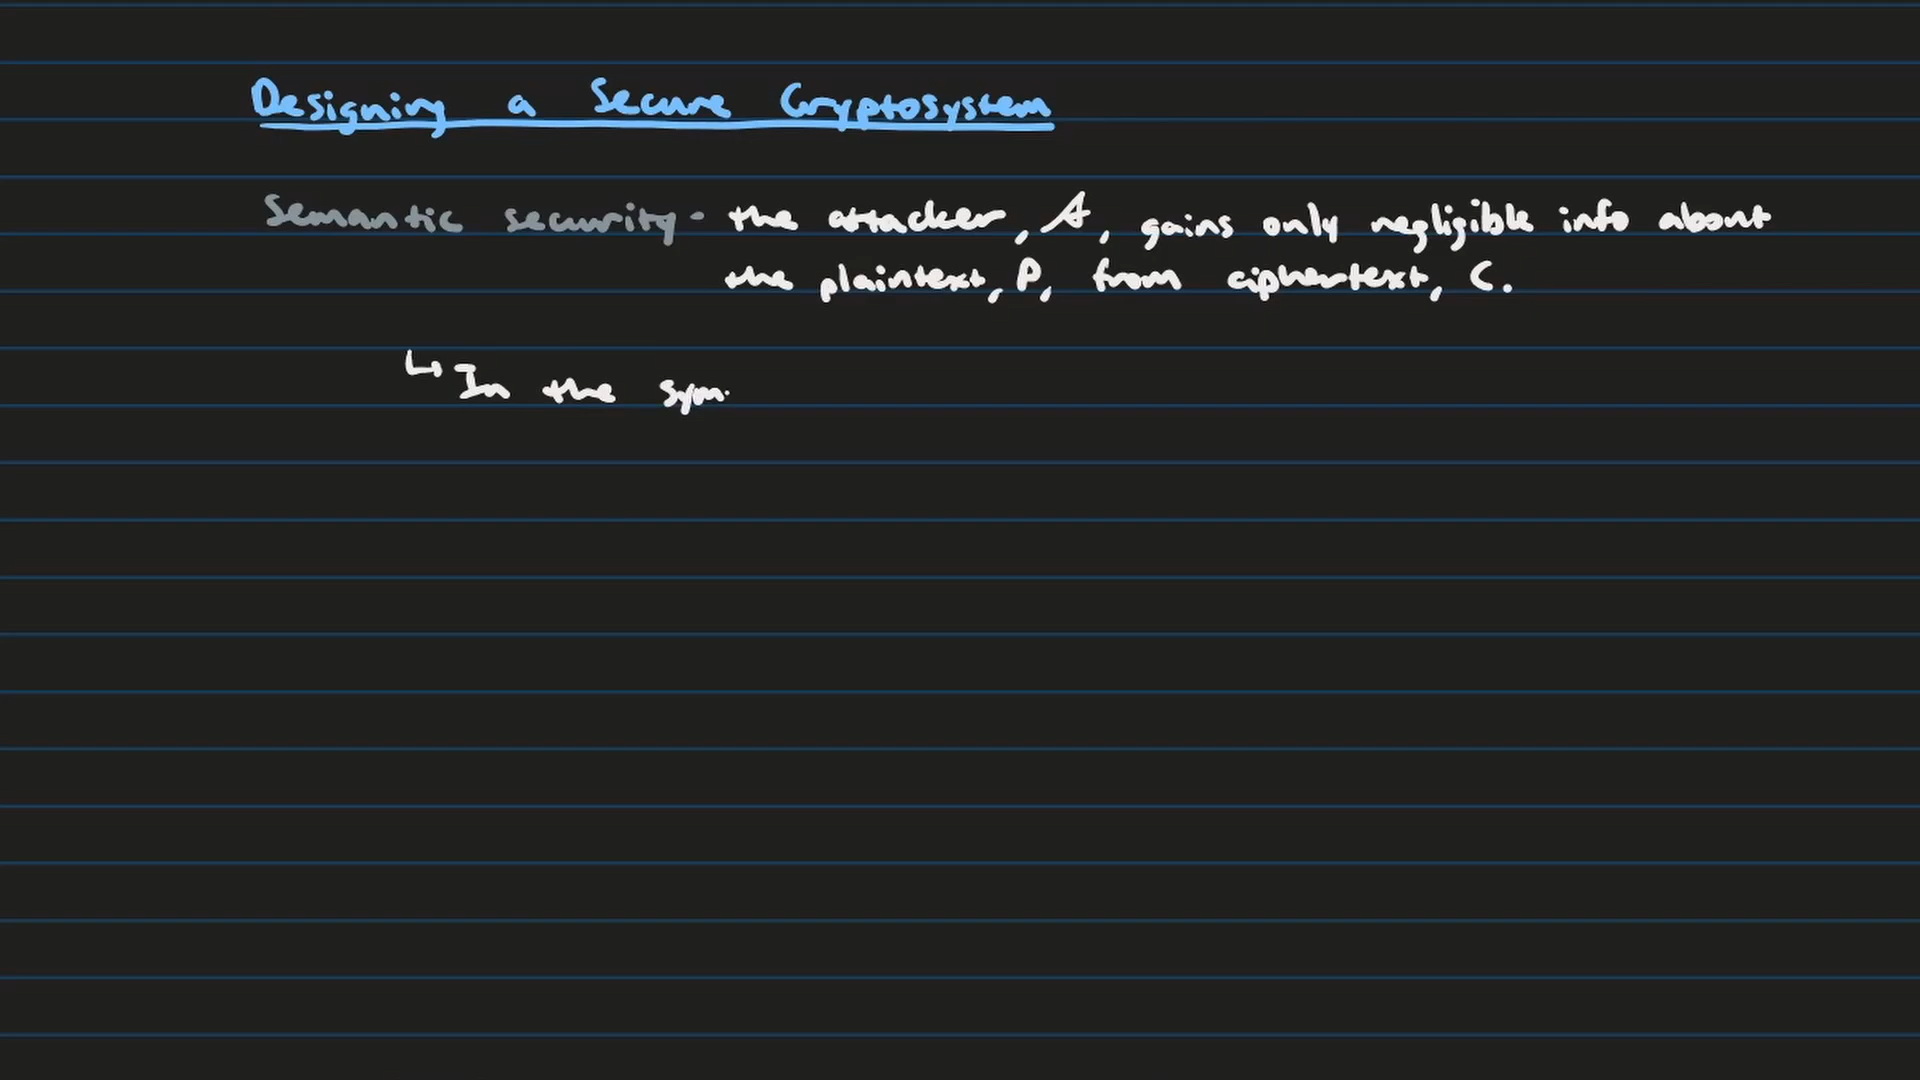 Designing a Secure Cryptosystem
Semantic security - the attacker, A, gains only negligible info about
the plaintext, P, from ciphertext, C.
↳ In the sym.